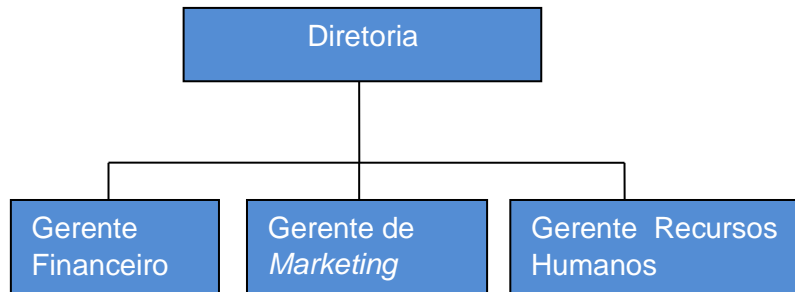 Diretoria
Gerente
Financeiro
Gerente de
Marketing
Gerente Recursos
Humanos